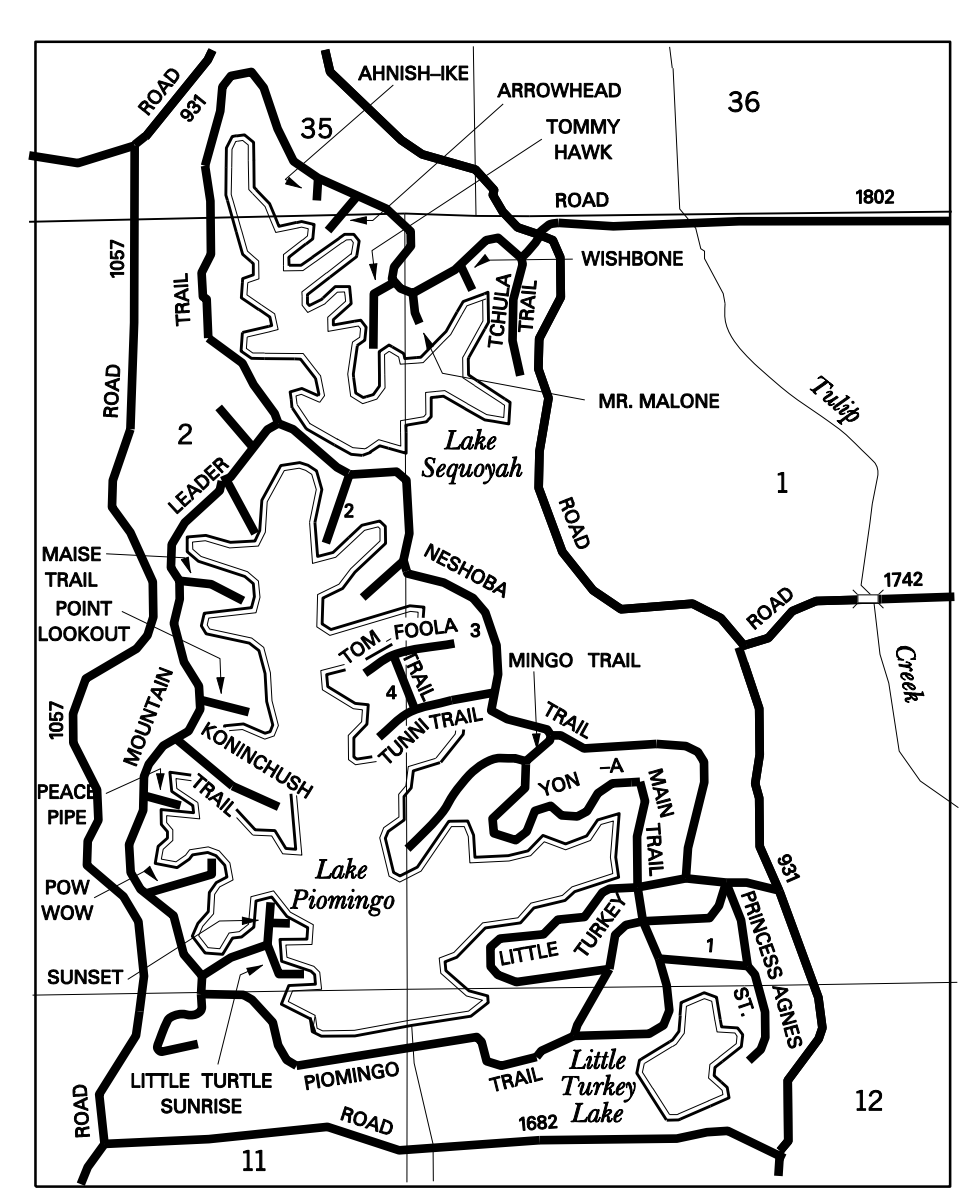 AHNISH–IKE
ROAD
931
35
ARROWHEAD
36
TOMMY
HAWK
ROAD
1802
1057
TRAIL
WISHBONE
TCHULA
TRAIL
ROAD
MR. MALONE
Tulip
2
Lake
Sequoyah
LEADER
1
2
ROAD
MAISE
TRAIL
NESHOBA
1742
POINT
LOOKOUT
ROAD
TOM FOOLA
3
TRAIL
4
MINGO TRAIL
Creek
1057
MOUNTAIN
KONINCHUSH
TRAIL
TUNNI TRAIL
TRAIL
YON –A
MAIN
TRAIL
PEACE
PIPE
Lake
Piomingo
931
POW
WOW
LITTLE
TURKEY
1
PRINCESS AGNES
ST.
SUNSET
LITTLE TURTLE
SUNRISE
PIOMINGO
TRAIL
Little
Turkey
Lake
ROAD
ROAD
1682
12
11